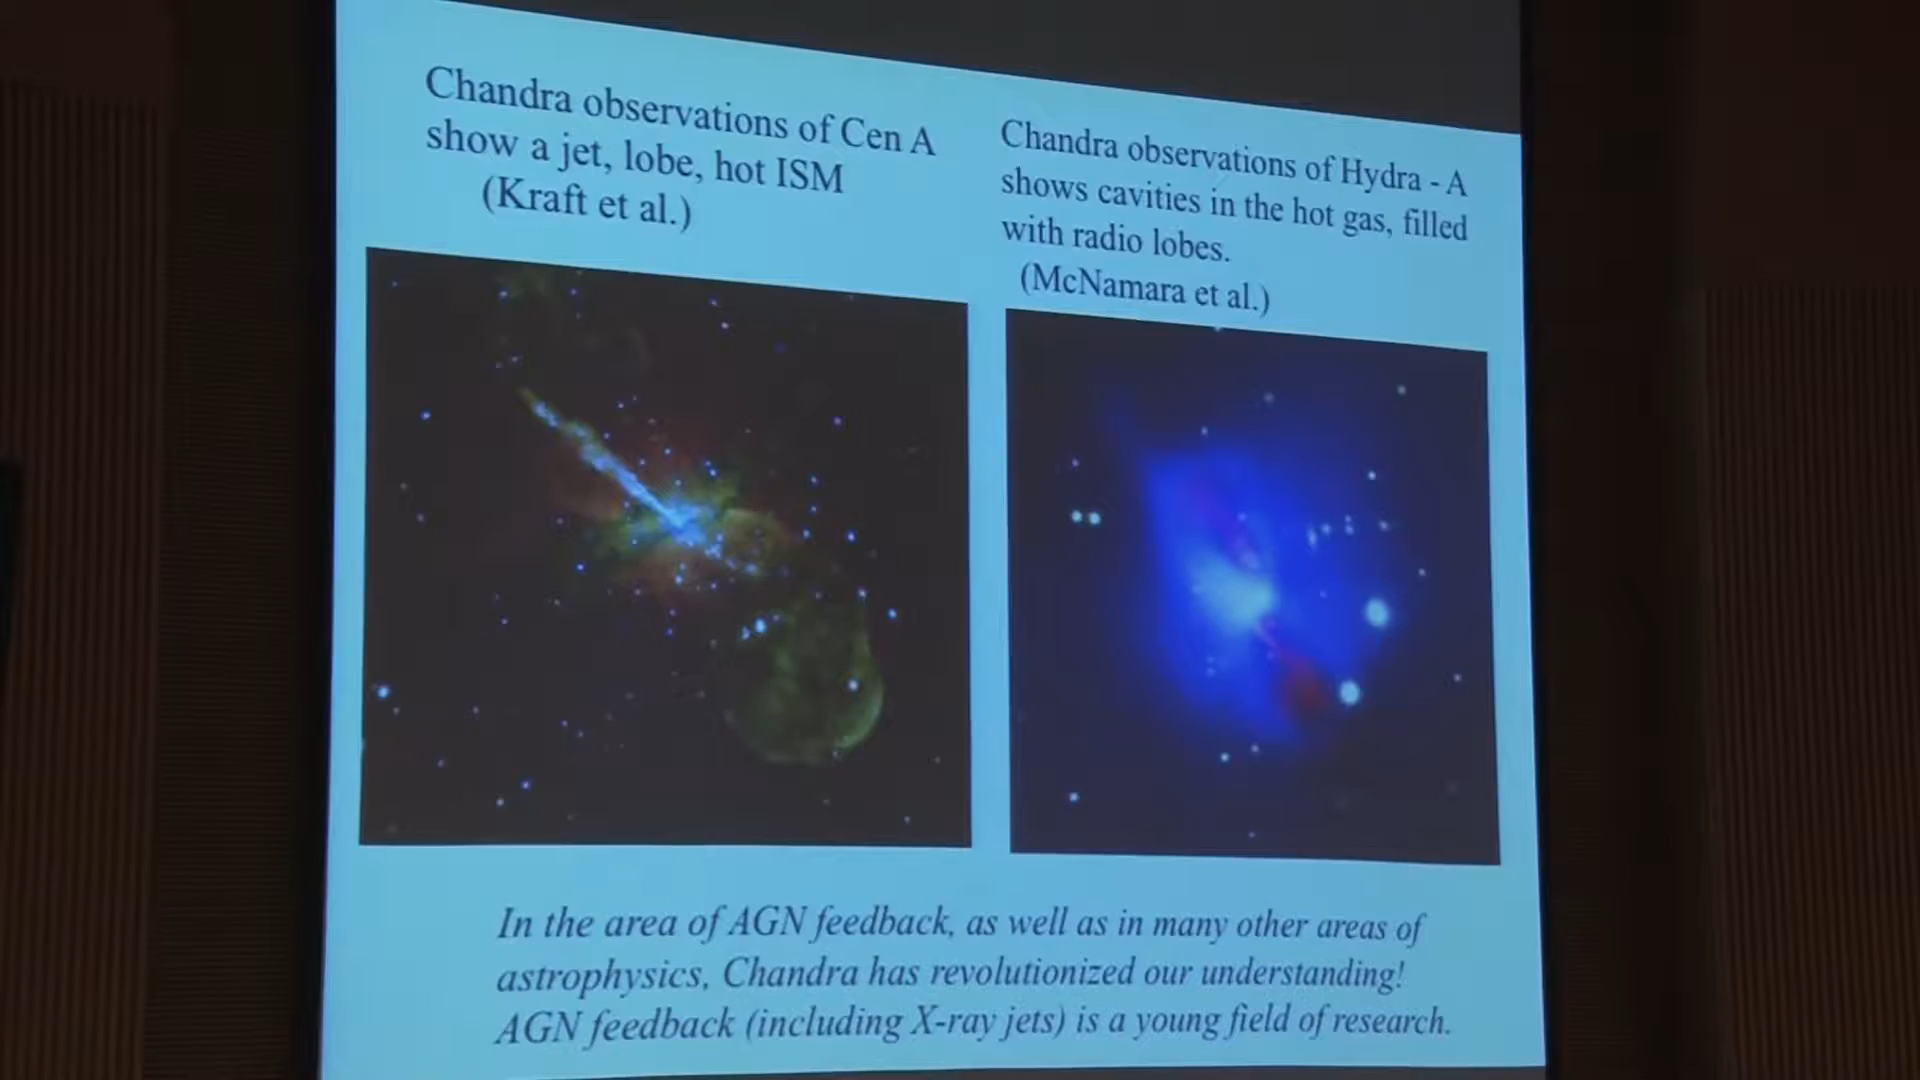 Chandra observations of Cen A
show a jet, lobe, hot ISM
(Kraft et al.)
Chandra observations of Hydra - A
shows cavities in the hot gas, filled
with radio lobes.
(McNamara et al.)
In the area of AGN feedback, as well as in many other areas of
astrophysics, Chandra has revolutionized our understanding!
AGN feedback (including X-ray jets) is a young field of research.